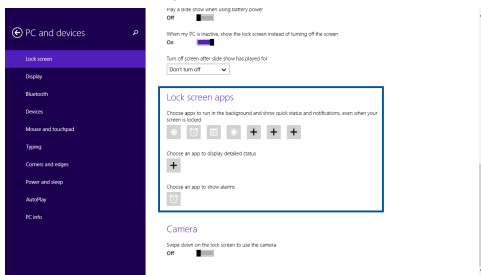 Play a slide show when using battery power
Off
PC and devices
When my PC is inactive, show the lock screen instead of turning off the screen
On
Lock screen
Display
Bluetooth
Devices
Mouse and touchpad
Typing
Corners and edges
Power and sleep
AutoPlay
PC info
Turn off screen after slide show has played for
Don't turn off
Lock screen apps
Choose apps to run in the background and show quick status and notifications, even when your
screen is locked
Choose an app to display detailed status
Choose an app to show alarms
Camera
Swipe down on the lock screen to use the camera
Off